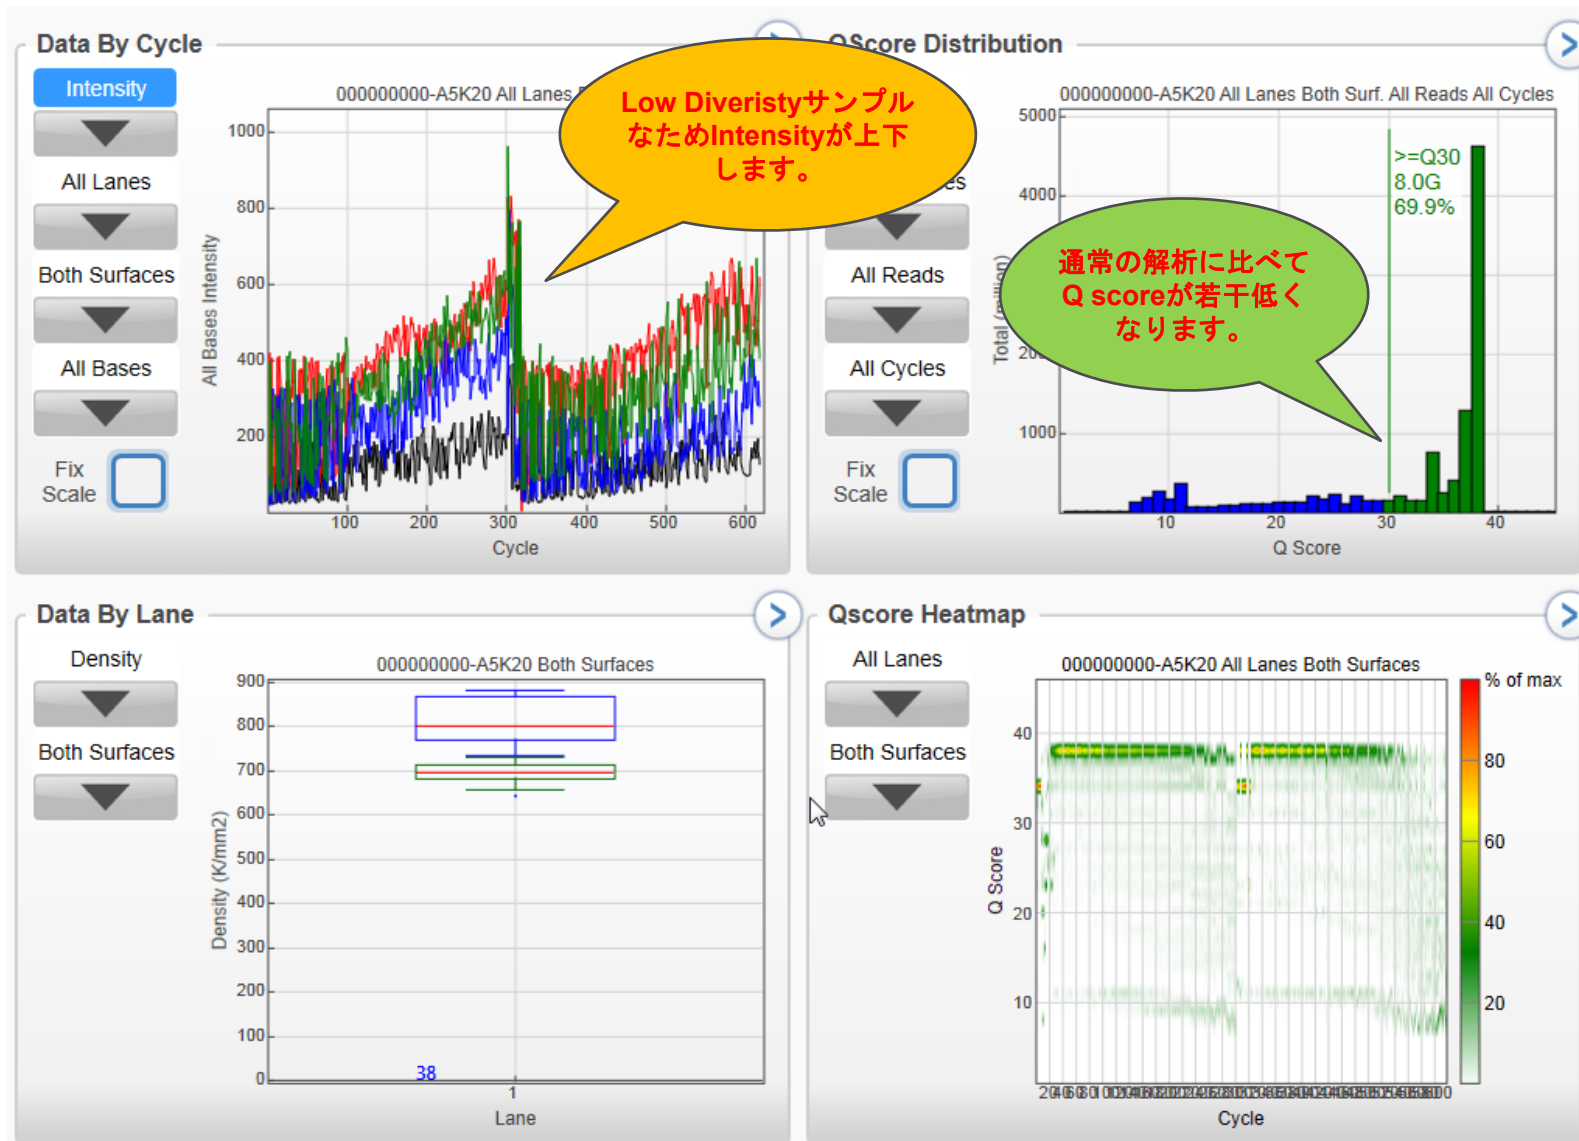 Data By Cycle
Intensity
All Lanes
Both Surfaces
All Bases
Fix
Scale
000000000-A5K20 All Lanes
All Bases Intensity
1000
800
600
400
200
100
200
300
400
500
600
Cycle
Low Diveristyサンプル
なためIntensityが上下
します。
QScore Distribution
All Reads
All Cycles
Fix
Scale
000000000-A5K20 All Lanes Both Surf. All Reads All Cycles
Total (million)
5000
4000
1000
>=Q30
8.0G
69.9%
10
20
30
40
Q Score
通常の解析に比べて
Q scoreが若干低く
なります。
Data By Lane
Density
Both Surfaces
000000000-A5K20 Both Surfaces
Density (K/mm2)
900
800
700
600
500
400
300
200
100
0
38
1
Lane
Qscore Heatmap
All Lanes
Both Surfaces
000000000-A5K20 All Lanes Both Surfaces
Q Score
40
30
20
10
Cycle
% of max
80
60
40
20